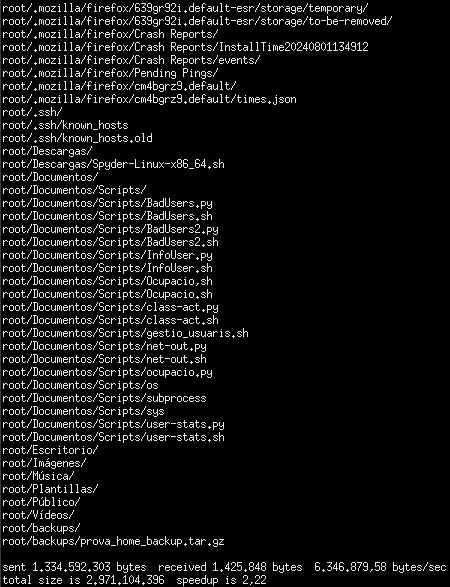 root/.mozilla/firefox/639gr92i.default-esr/storage/temporary/
root/.mozilla/firefox/639gr92i.default-esr/storage/to-be-removed/
root/.mozilla/firefox/Crash Reports/
root/.mozilla/firefox/Crash Reports/InstallTime20240801134912
root/.mozilla/firefox/Crash Reports/events/
root/.mozilla/firefox/Pending Pings/
root/.mozilla/firefox/cm4bgrz9.default/
root/.mozilla/firefox/cm4bgrz9.default/times.json
root/.ssh/
root/.ssh/known_hosts
root/.ssh/known_hosts.old
root/Descargas/
root/Descargas/Spyder-Linux-x86_64.sh
root/Documentos/
root/Documentos/Scripts/
root/Documentos/Scripts/BadUsers.py
root/Documentos/Scripts/BadUsers.sh
root/Documentos/Scripts/BadUsers2.py
root/Documentos/Scripts/BadUsers2.sh
root/Documentos/Scripts/InfoUser.py
root/Documentos/Scripts/InfoUser.sh
root/Documentos/Scripts/Ocupacio.sh
root/Documentos/Scripts/Ocupacio.sh
root/Documentos/Scripts/class-act.py
root/Documentos/Scripts/class-act.sh
root/Documentos/Scripts/gestio_usuaris.sh
root/Documentos/Scripts/net-out.py
root/Documentos/Scripts/net-out.sh
root/Documentos/Scripts/ocupacio.py
root/Documentos/Scripts/os
root/Documentos/Scripts/subprocess
root/Documentos/Scripts/sys
root/Documentos/Scripts/user-stats.py
root/Documentos/Scripts/user-stats.sh
root/Escritorio/
root/Imágenes/
root/Música/
root/Plantillas/
root/Público/
root/Vídeos/
root/backups/
root/backups/prova_home_backup.tar.gz
sent 1.334.592.303 bytes  received 1.425.848 bytes  6.346.879,58 bytes/sec
total size is 2.971.104.396  speedup is 2,22